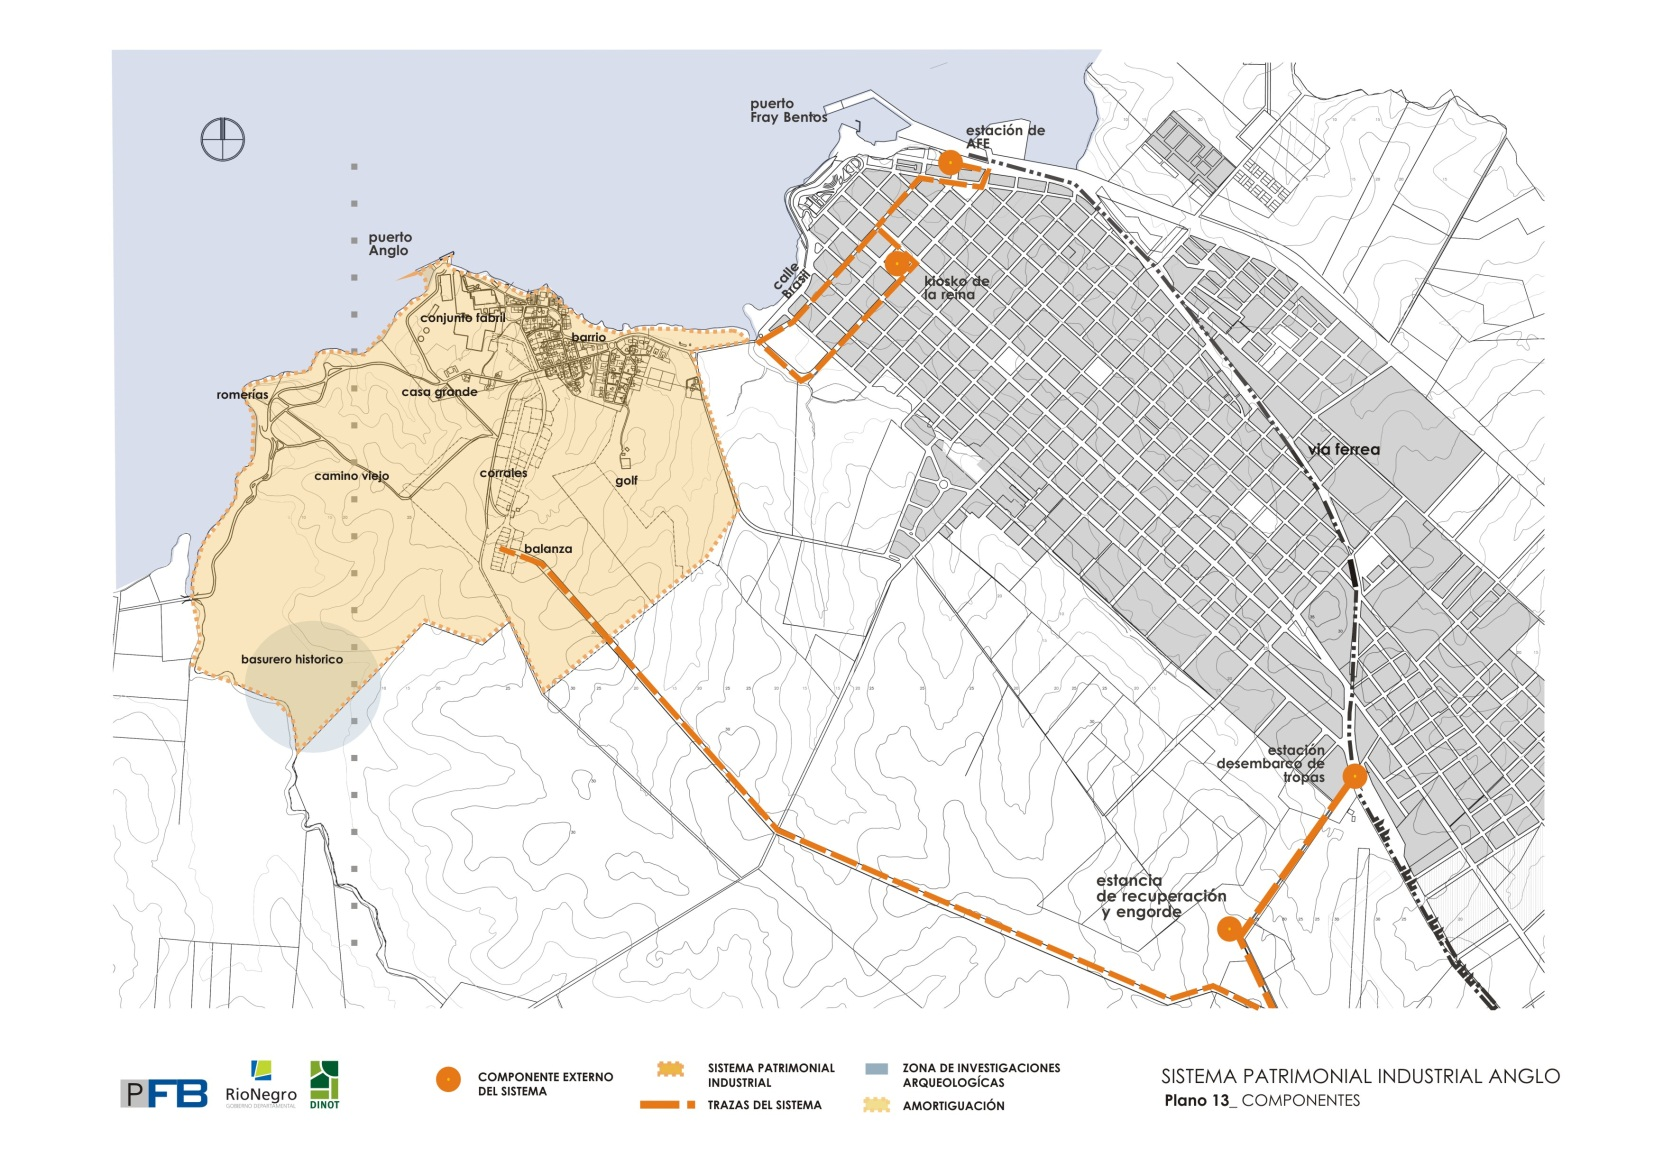 puerto
Fray Bentos
estación de
AFE
puerto
Anglo
calle
Brasil
kiosko de
la reina
conjunto fabril
barrio
romerías
casa grande
vía ferrea
camino viejo
corrales
golf
balanza
basurero historico
estación
desembarco de
tropas
estancia
de recuperación
y engorde
PFB
RioNegro
GOBIERNO DEPARTAMENTAL
DINOT
COMPONENTE EXTERNO
DEL SISTEMA
SISTEMA PATRIMONIAL
INDUSTRIAL
TRAZAS DEL SISTEMA
ZONA DE INVESTIGACIONES
ARQUEOLOGÍCAS
AMORTIGUACIÓN
SISTEMA PATRIMONIAL INDUSTRIAL ANGLO
Plano 13_ COMPONENTES